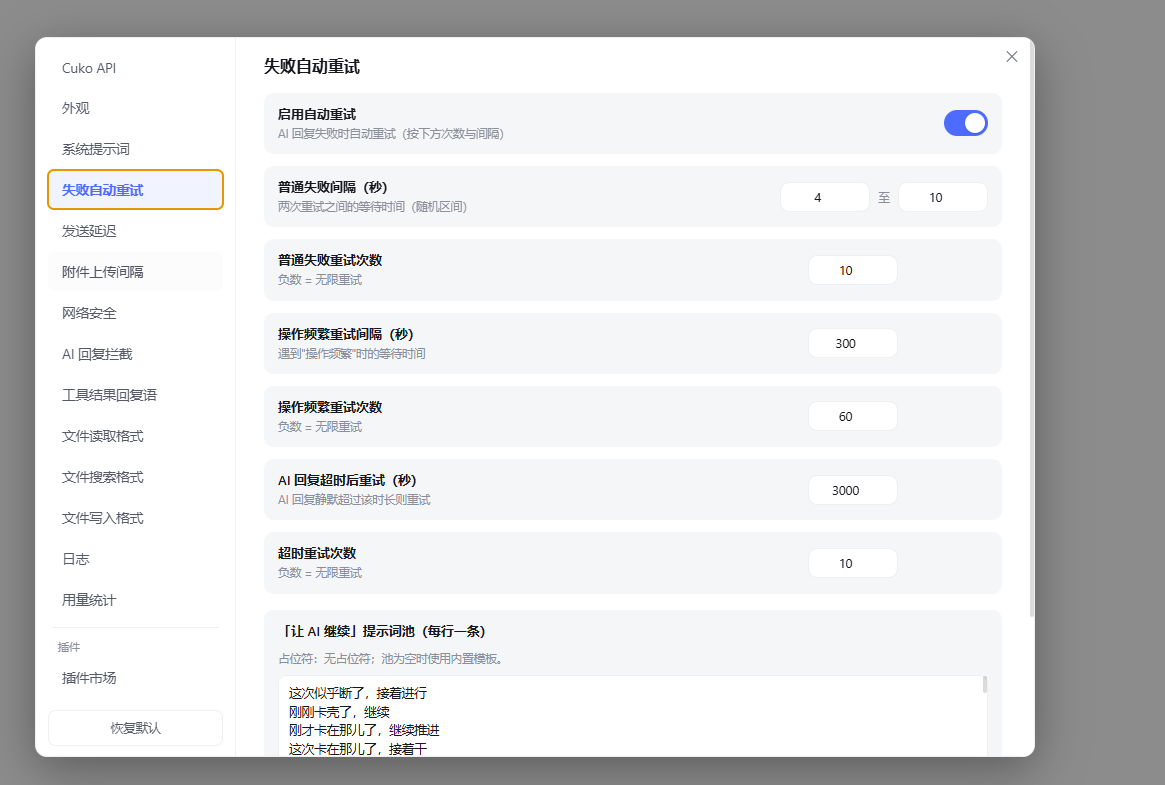 Cuko API
外观
系统提示词
失败自动重试
发送延迟
附件上传间隔
网络安全
AI 回复拦截
工具结果回复语
文件读取格式
文件搜索格式
文件写入格式
日志
用量统计
插件
插件市场
恢复默认
失败自动重试
启用自动重试
AI 回复失败时自动重试（按下方次数与间隔）
普通失败间隔（秒）
两次重试之间的等待时间（随机区间）
4 至 10
普通失败重试次数
负数 = 无限重试
10
操作频繁重试间隔（秒）
遇到"操作频繁"时的等待时间
300
操作频繁重试次数
负数 = 无限重试
60
AI 回复超时后重试（秒）
AI 回复静默超过该时长则重试
3000
超时重试次数
负数 = 无限重试
10
「让 AI 继续」提示词池（每行一条）
占位符：无占位符；池为空时使用内置模板。
这次似乎断了，接着进行
刚刚卡壳了，继续
刚才卡在那儿了，继续推进
这次卡在那儿了，接着干